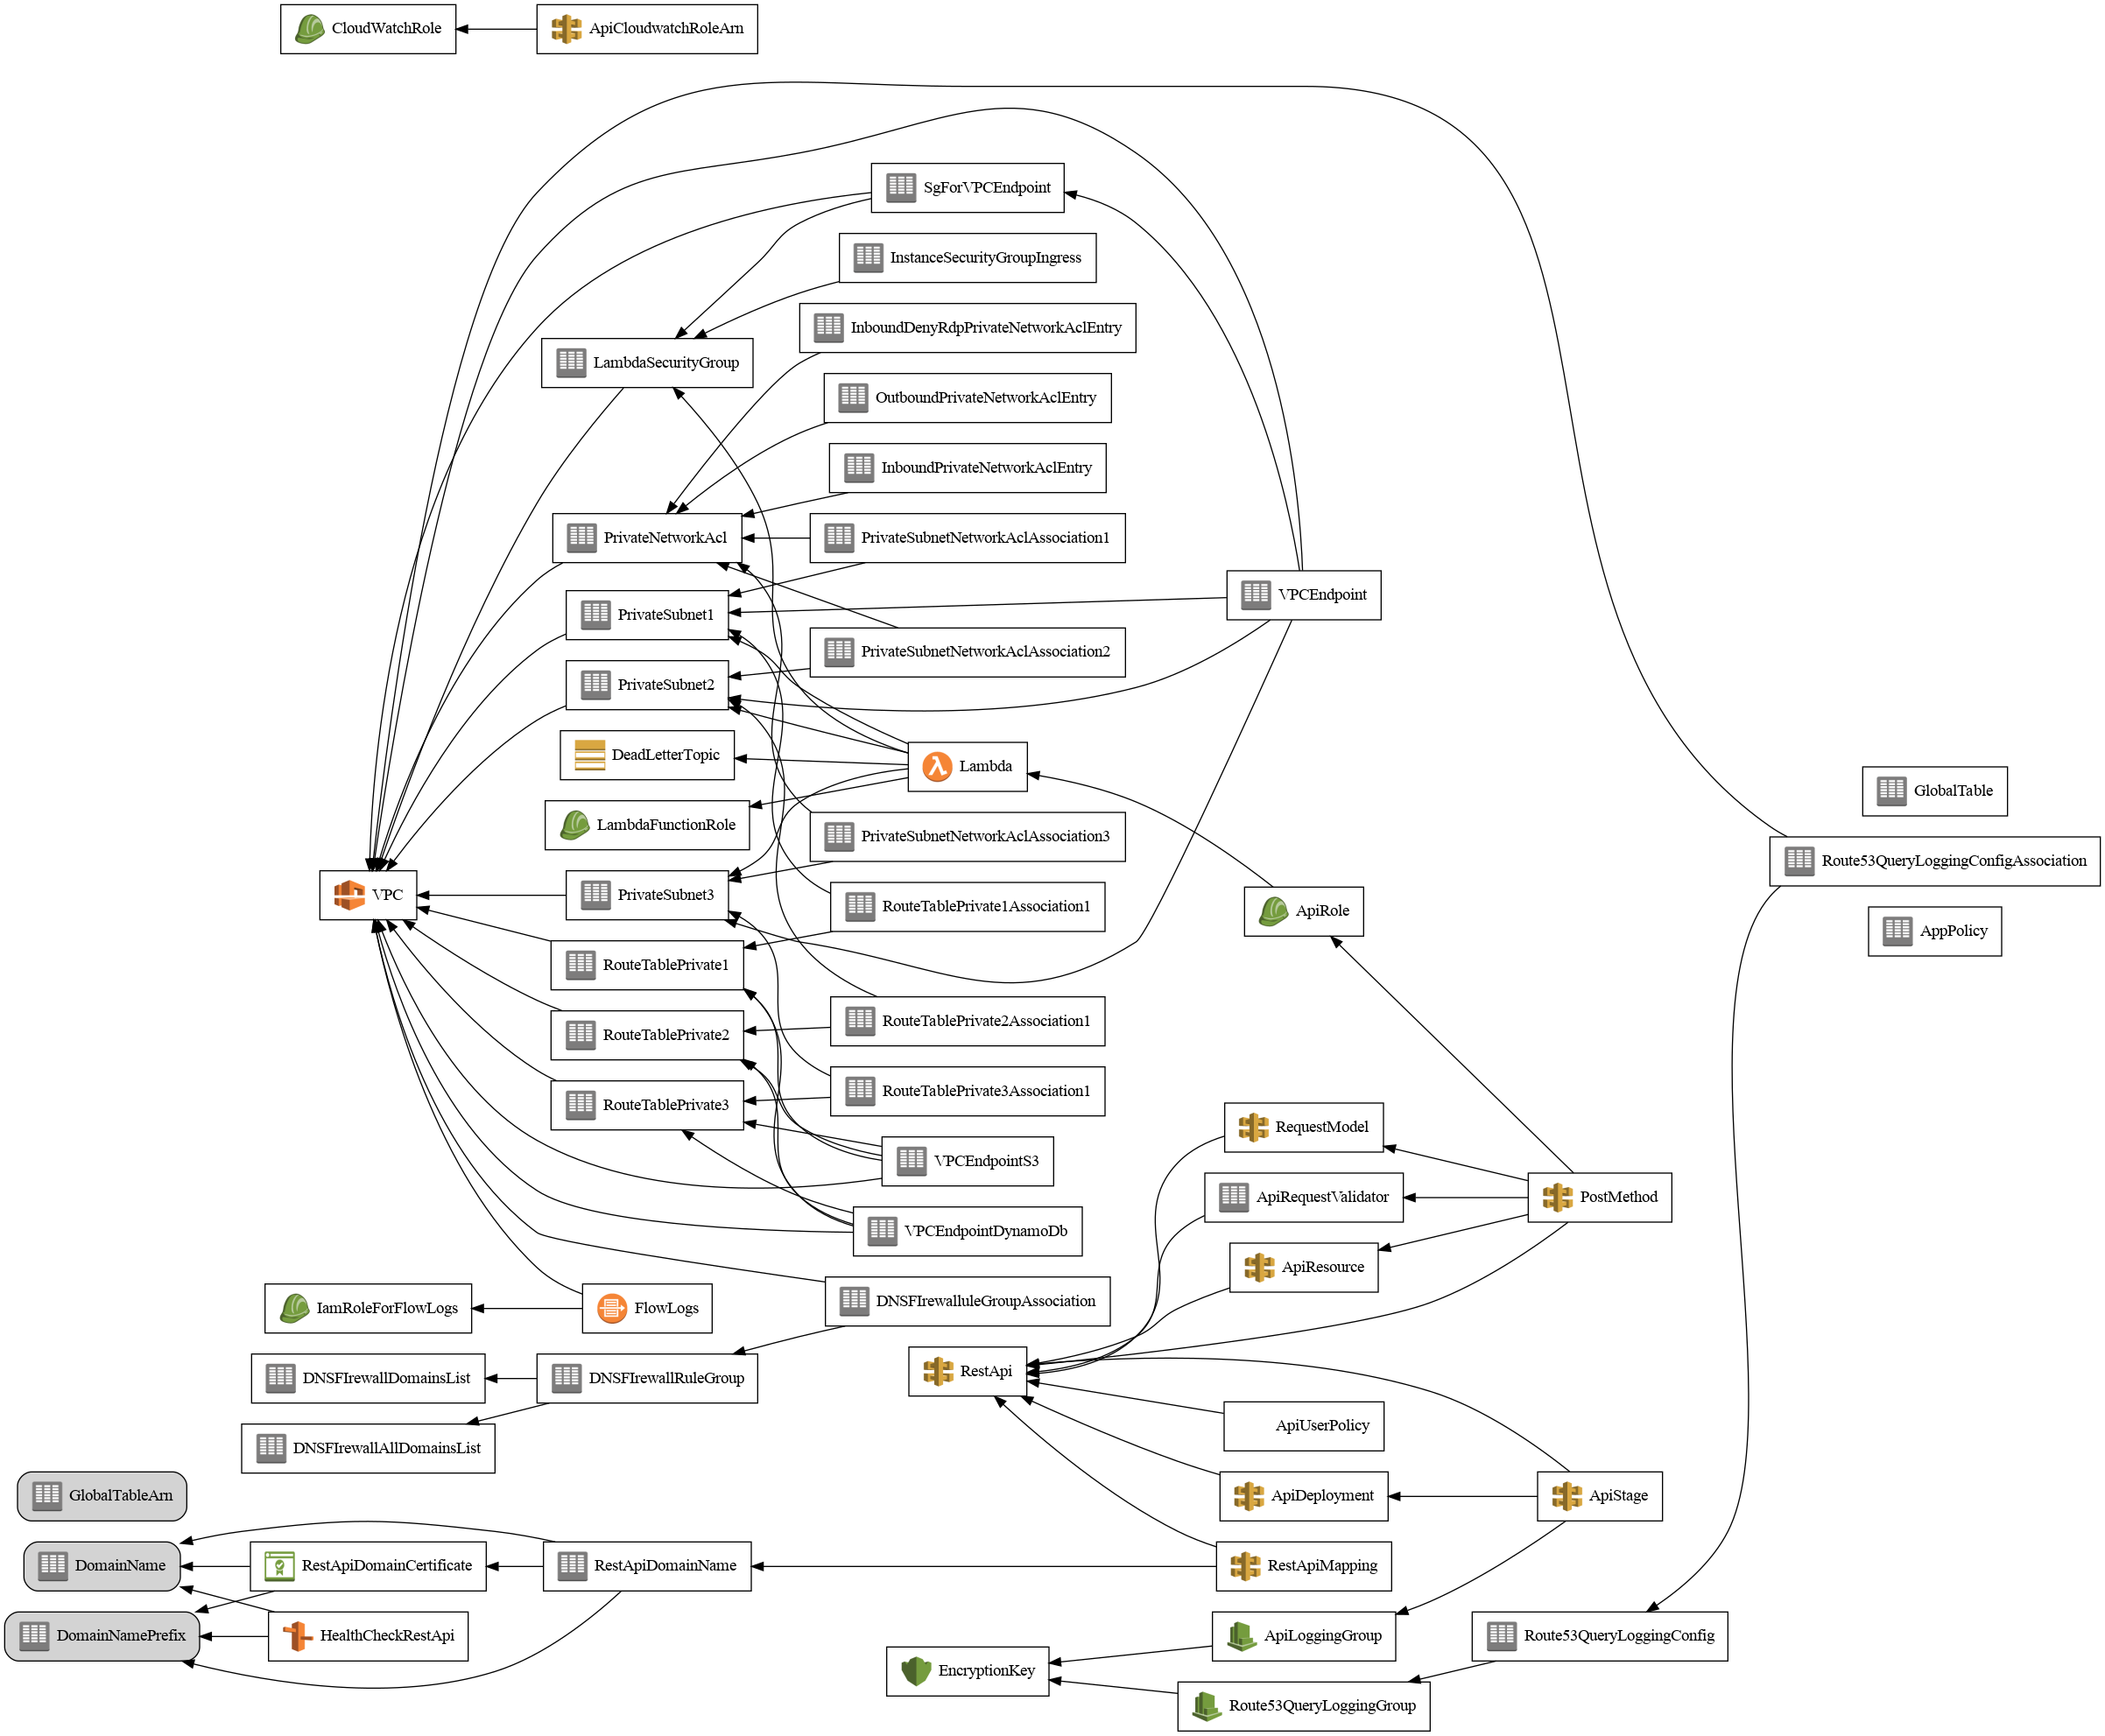 CloudWatchRole
ApiCloudwatchRoleArn
SgForVPCEndpoint
InstanceSecurityGroupIngress
InboundDenyRdpPrivateNetworkAclEntry
LambdaSecurityGroup
OutboundPrivateNetworkAclEntry
InboundPrivateNetworkAclEntry
PrivateNetworkAcl
PrivateSubnetNetworkAclAssociation1
VPCEndpoint
PrivateSubnet1
PrivateSubnetNetworkAclAssociation2
PrivateSubnet2
DeadLetterTopic
Lambda
GlobalTable
LambdaFunctionRole
PrivateSubnetNetworkAclAssociation3
Route53QueryLoggingConfigAssociation
VPC
PrivateSubnet3
RouteTablePrivate1Association1
ApiRole
AppPolicy
RouteTablePrivate1
RouteTablePrivate2
RouteTablePrivate2Association1
RouteTablePrivate3
RouteTablePrivate3Association1
RequestModel
VPCEndpointS3
ApiRequestValidator
PostMethod
VPCEndpointDynamoDb
ApiResource
IamRoleForFlowLogs
FlowLogs
DNSFIrewalluleGroupAssociation
DNSFIrewallDomainsList
DNSFIrewallRuleGroup
RestApi
ApiUserPolicy
DNSFIrewallAllDomainsList
GlobalTableArn
ApiDeployment
ApiStage
DomainName
RestApiDomainCertificate
RestApiDomainName
RestApiMapping
DomainNamePrefix
HealthCheckRestApi
ApiLoggingGroup
Route53QueryLoggingConfig
EncryptionKey
Route53QueryLoggingGroup